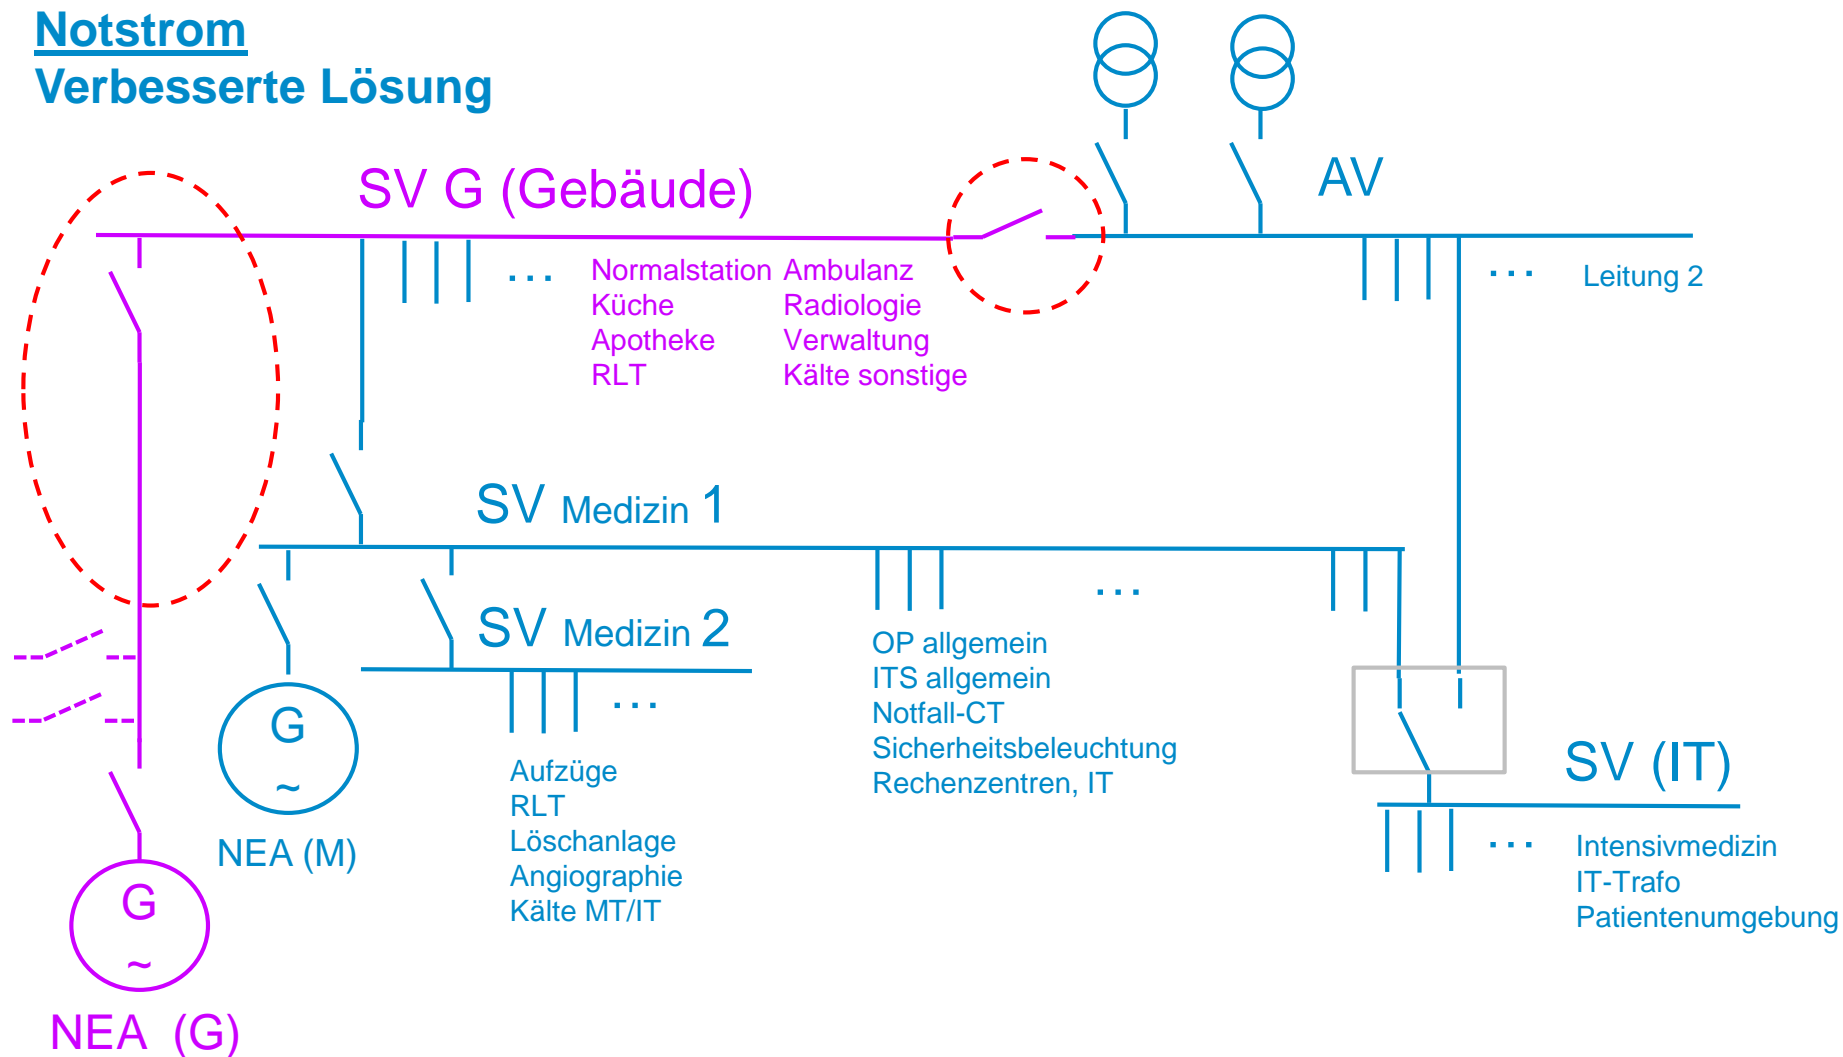 Notstrom
Verbesserte Lösung
SV G (Gebäude)
AV
Normalstation Ambulanz
Küche Radiologie
Apotheke Verwaltung
RLT Kälte sonstige
...
...
Leitung 2
SV Medizin 1
...
SV Medizin 2
...
OP allgemein
ITS allgemein
Notfall-CT
Sicherheitsbeleuchtung
Rechenzentren, IT
G
~
NEA (M)
Aufzüge
RLT
Löschanlage
Angiographie
Kälte MT/IT
SV (IT)
...
Intensivmedizin
IT-Trafo
Patientenumgebung
G
~
NEA (G)